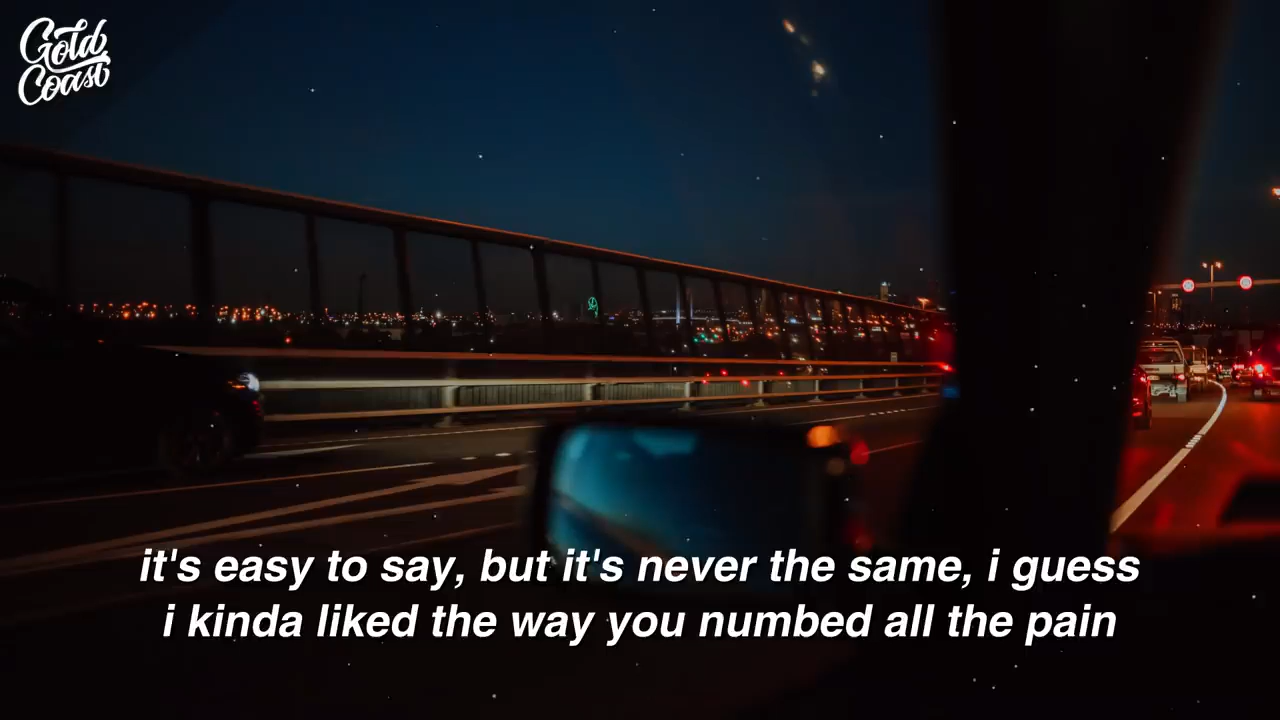 Gold
Coast
it's easy to say, but it's never the same, i guess
i kinda liked the way you numbed all the pain